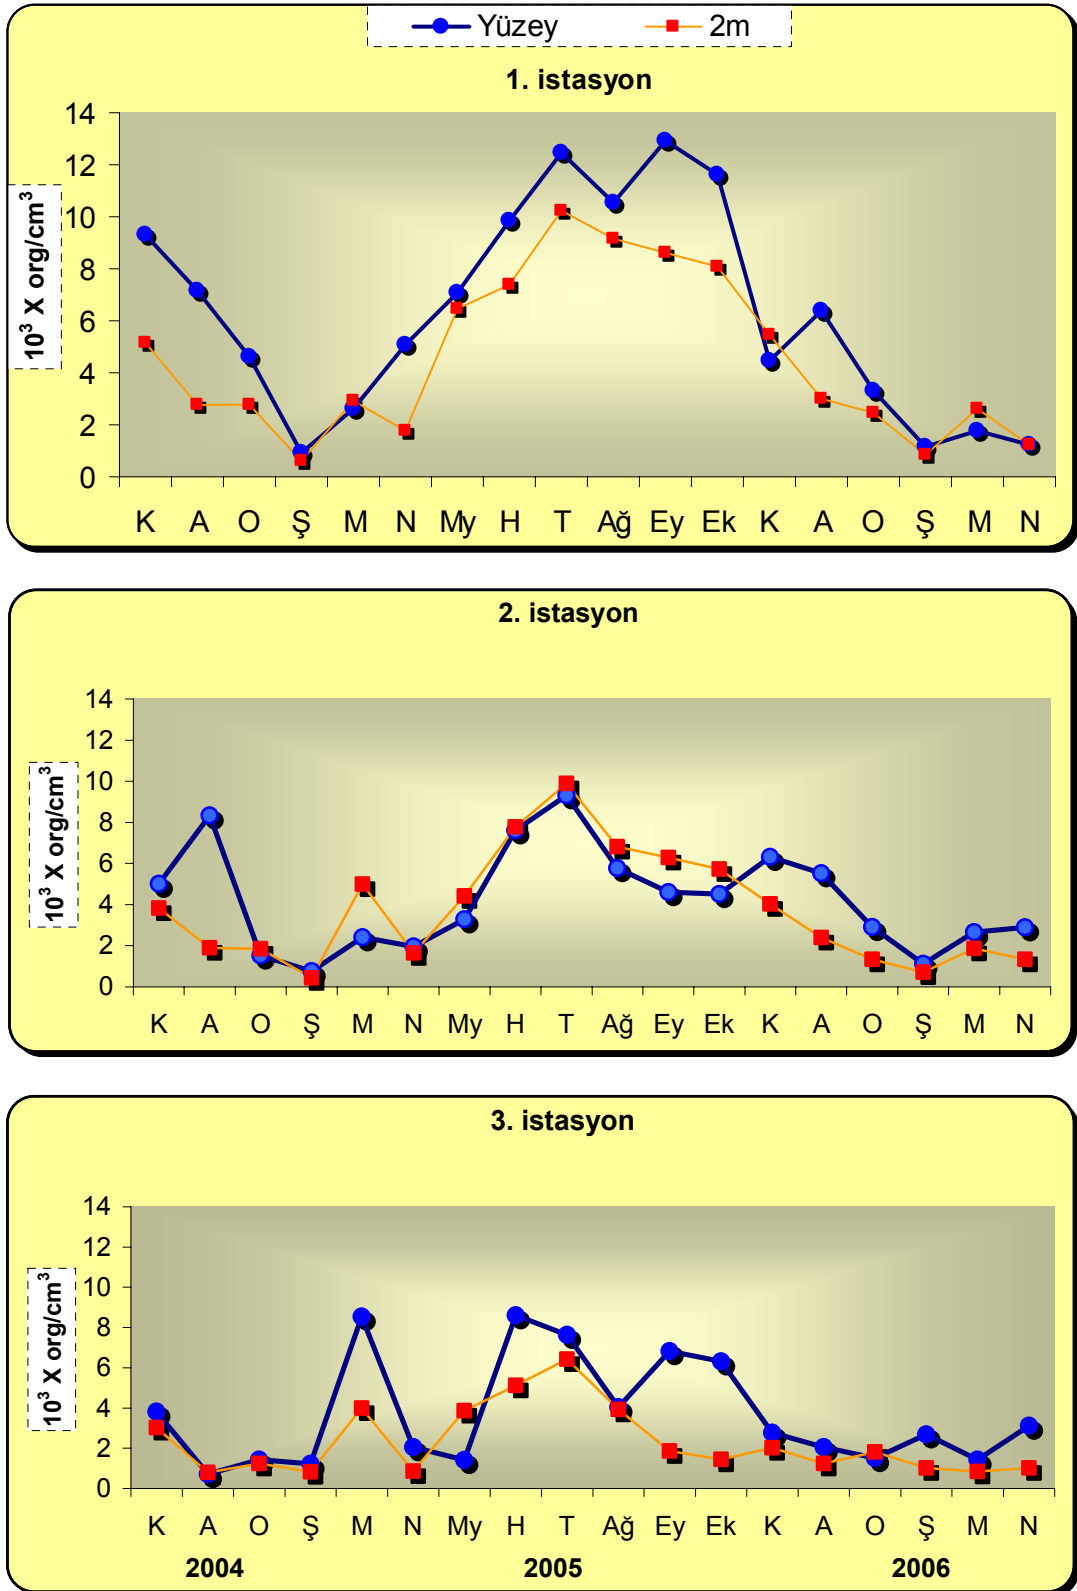 Yüzey 2m
1. istasyon
14
12
10
8
6
4
2
0
10³ X org/cm³
K A O Ş M N My H T Ağ Ey Ek K A O Ş M N
2. istasyon
14
12
10
8
6
4
2
0
10³ X org/cm³
K A O Ş M N My H T Ağ Ey Ek K A O Ş M N
3. istasyon
14
12
10
8
6
4
2
0
10³ X org/cm³
K A O Ş M N My H T Ağ Ey Ek K A O Ş M N
2004 2005 2006